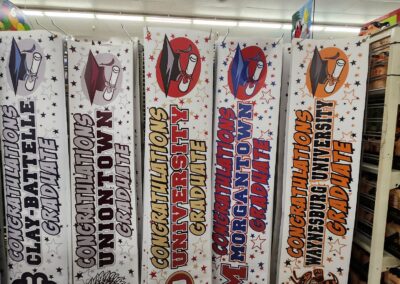 CONGRATULATIONS
CLAY-BATTELLE
GRADUATE
CONGRATULATIONS
UNIONTOWN
GRADUATE
CONGRATULATIONS
UNIVERSITY
GRADUATE
CONGRATULATIONS
MORGANTOWN
GRADUATE
M
CONGRATULATIONS
WAYNESBURG UNIVERSITY
GRADUATE